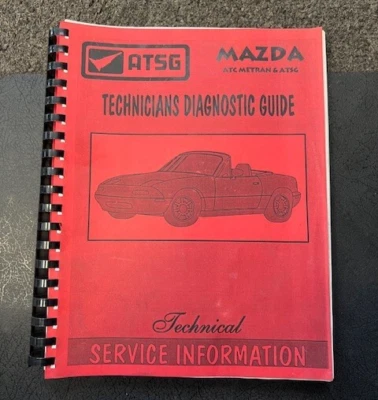 ATSG
MAZDA
ATC METRAN & ATSG
TECHNICIANS DIAGNOSTIC GUIDE
Technical
SERVICE INFORMATION